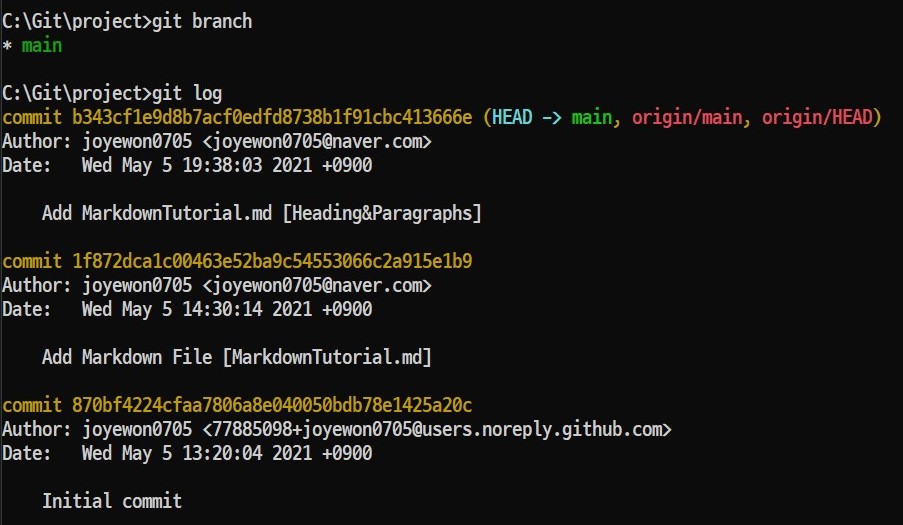 C:\Git\project>git branch
* main
C:\Git\project>git log
commit b343cf1e9d8b7acf0edfd8738b1f91cbc413666e (HEAD -> main, origin/main, origin/HEAD)
Author: joyewon0705 <joyewon0705@naver.com>
Date:   Wed May 5 19:38:03 2021 +0900
    Add MarkdownTutorial.md [Heading&Paragraphs]
commit 1f872dca1c00463e52ba9c54553066c2a915e1b9
Author: joyewon0705 <joyewon0705@naver.com>
Date:   Wed May 5 14:30:14 2021 +0900
    Add Markdown File [MarkdownTutorial.md]
commit 870bf4224cfaa7806a8e040050bdb78e1425a20c
Author: joyewon0705 <77885098+joyewon0705@users.noreply.github.com>
Date:   Wed May 5 13:20:04 2021 +0900
    Initial commit